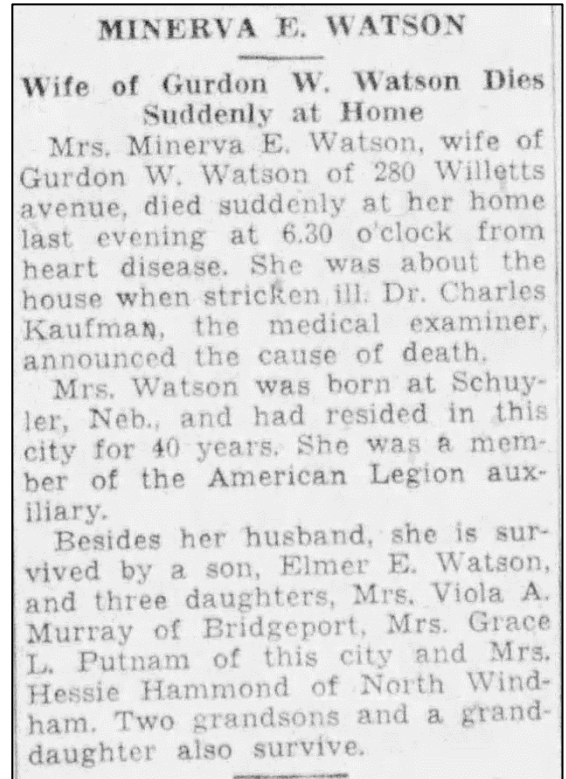 MINERVA E. WATSON
Wife of Gurdon W. Watson Dies
Suddenly at Home
Mrs. Minerva E. Watson, wife of
Gurdon W. Watson of 280 Willetts
avenue, died suddenly at her home
last evening at 6.30 o'clock from
heart disease. She was about the
house when stricken ill. Dr. Charles
Kaufman, the medical examiner,
announced the cause of death.
Mrs. Watson was born at Schuy-
ler, Neb., and had resided in this
city for 40 years. She was a mem-
ber of the American Legion aux-
iliary.
Besides her husband, she is sur-
vived by a son, Elmer E. Watson,
and three daughters, Mrs. Viola A.
Murray of Bridgeport, Mrs. Grace
L. Putnam of this city and Mrs.
Hessie Hammond of North Wind-
ham. Two grandsons and a grand-
daughter also survive.